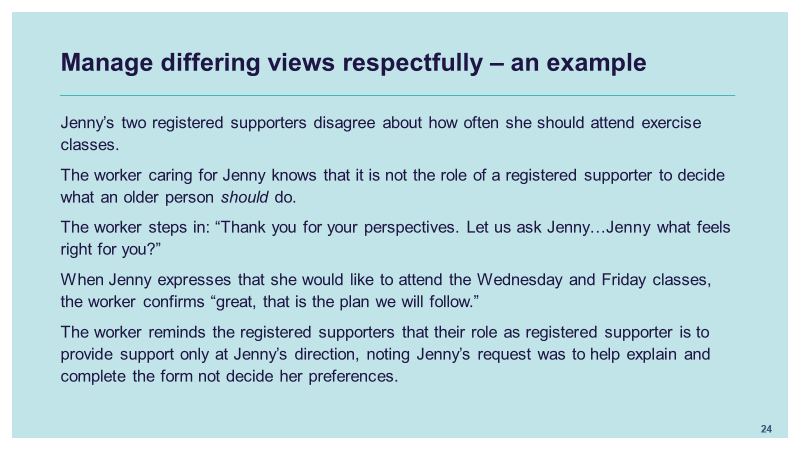 Manage differing views respectfully – an example
Jenny’s two registered supporters disagree about how often she should attend exercise
classes.
The worker caring for Jenny knows that it is not the role of a registered supporter to decide
what an older person should do.
The worker steps in: “Thank you for your perspectives. Let us ask Jenny…Jenny what feels
right for you?”
When Jenny expresses that she would like to attend the Wednesday and Friday classes,
the worker confirms “great, that is the plan we will follow.”
The worker reminds the registered supporters that their role as registered supporter is to
provide support only at Jenny’s direction, noting Jenny’s request was to help explain and
complete the form not decide her preferences.
24